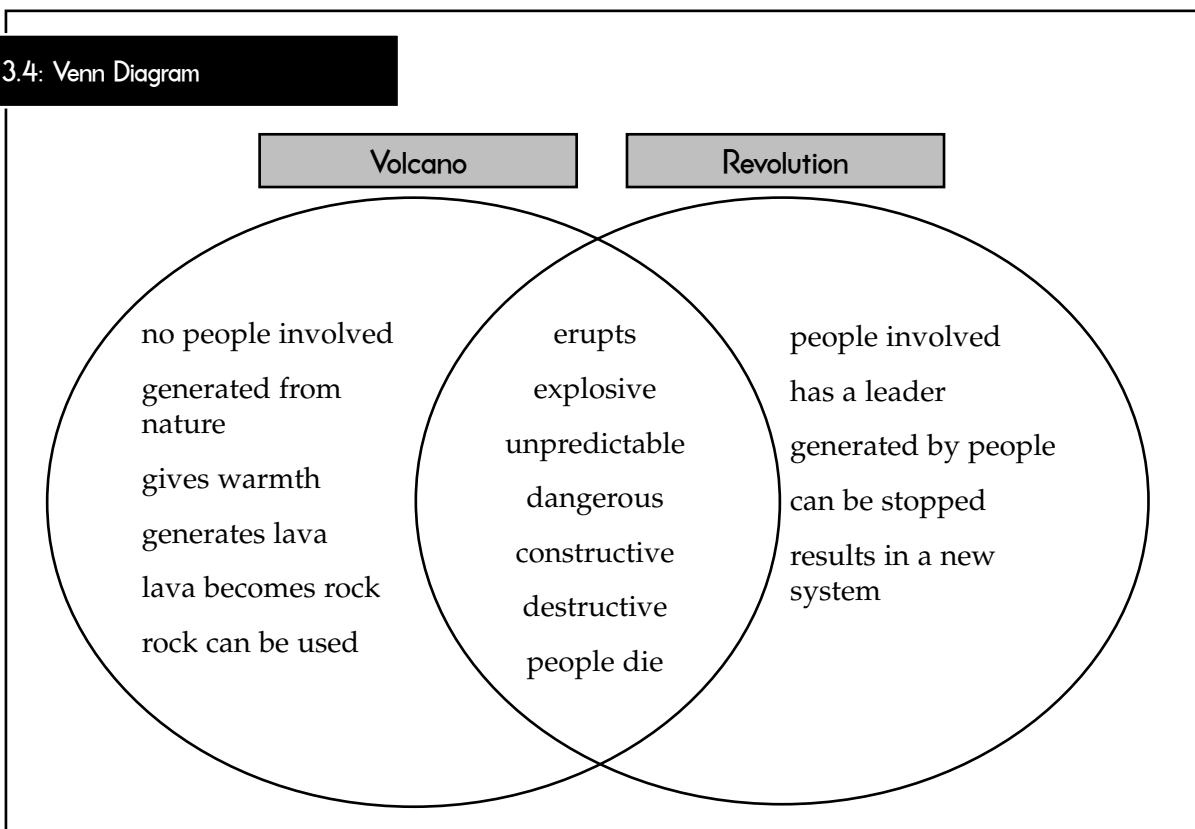 3.4: Venn Diagram
Volcano
Revolution
no people involved
generated from
nature
gives warmth
generates lava
lava becomes rock
rock can be used
erupts
explosive
unpredictable
dangerous
constructive
destructive
people die
people involved
has a leader
generated by people
can be stopped
results in a new
system